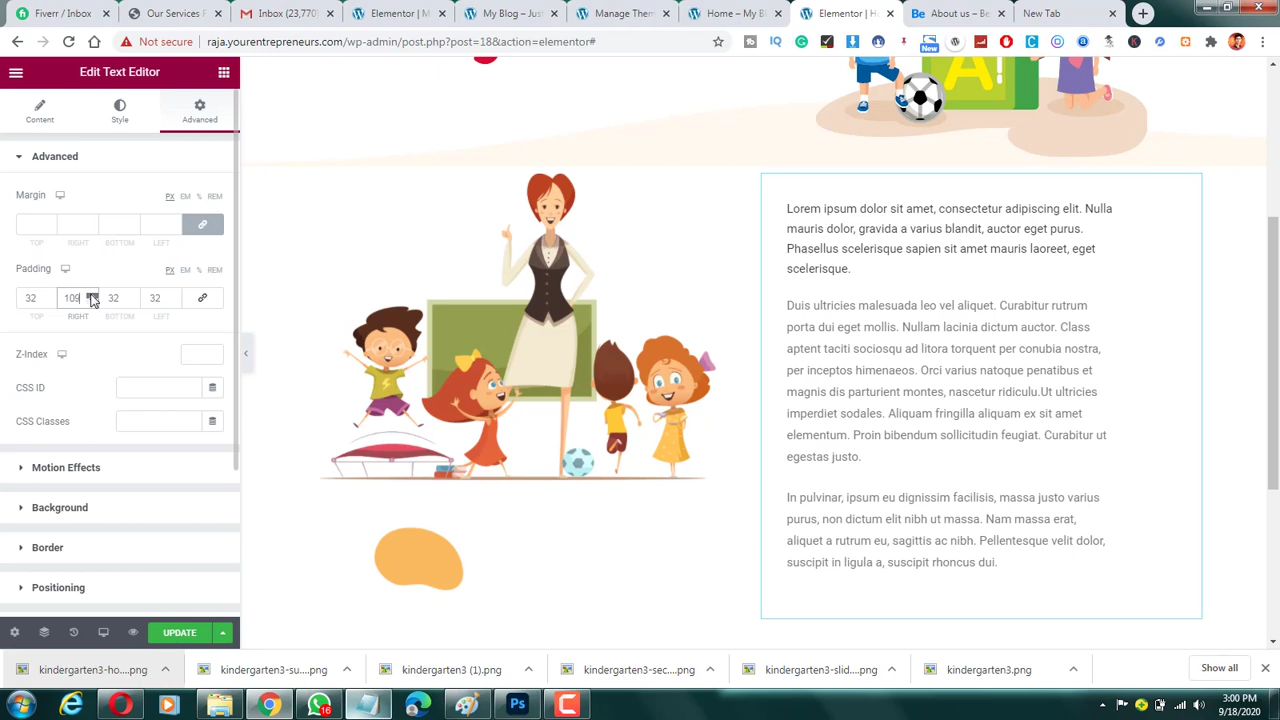 Fiverr / Inbox
Our Services F
Inbox (23,770)
Elementor | M
My Blog – Just
Manage Theme
Home – My Blo
Elementor | H
About us – Be
New Tab
Not secure
raja.yourentrepreneurs.com/wp-admin/post.php?post=18&action=elementor#
New
Edit Text Editor
Content
Style
Advanced
Advanced
Margin
PX EM % REM
TOP RIGHT BOTTOM LEFT
Padding
PX EM % REM
32 109 32 32
TOP RIGHT BOTTOM LEFT
Z-Index
CSS ID
CSS Classes
Motion Effects
Background
Border
Positioning
UPDATE
A!
Lorem ipsum dolor sit amet, consectetur adipiscing elit. Nulla
mauris dolor, gravida a varius blandit, auctor eget purus.
Phasellus scelerisque sapien sit amet mauris laoreet, eget
scelerisque.
Duis ultricies malesuada leo vel aliquet. Curabitur rutrum
porta dui eget mollis. Nullam lacinia dictum auctor. Class
aptent taciti sociosqu ad litora torquent per conubia nostra,
per inceptos himenaeos. Orci varius natoque penatibus et
magnis dis parturient montes, nascetur ridiculu.Ut ultricies
imperdiet sodales. Aliquam fringilla aliquam ex sit amet
elementum. Proin bibendum sollicitudin feugiat. Curabitur ut
egestas justo.
In pulvinar, ipsum eu dignissim facilisis, massa justo varius
purus, non dictum elit nibh ut massa. Nam massa erat,
aliquet a rutrum eu, sagittis ac nibh. Pellentesque velit dolor,
suscipit in ligula a, suscipit rhoncus dui.
kindergarten3-ho....png
kindergarten3-su....png
kindergarten3 (1).png
kindergarten3-sec....png
kindergarten3-slid....png
kindergarten3.png
Show all
16
3:00 PM
9/18/2020